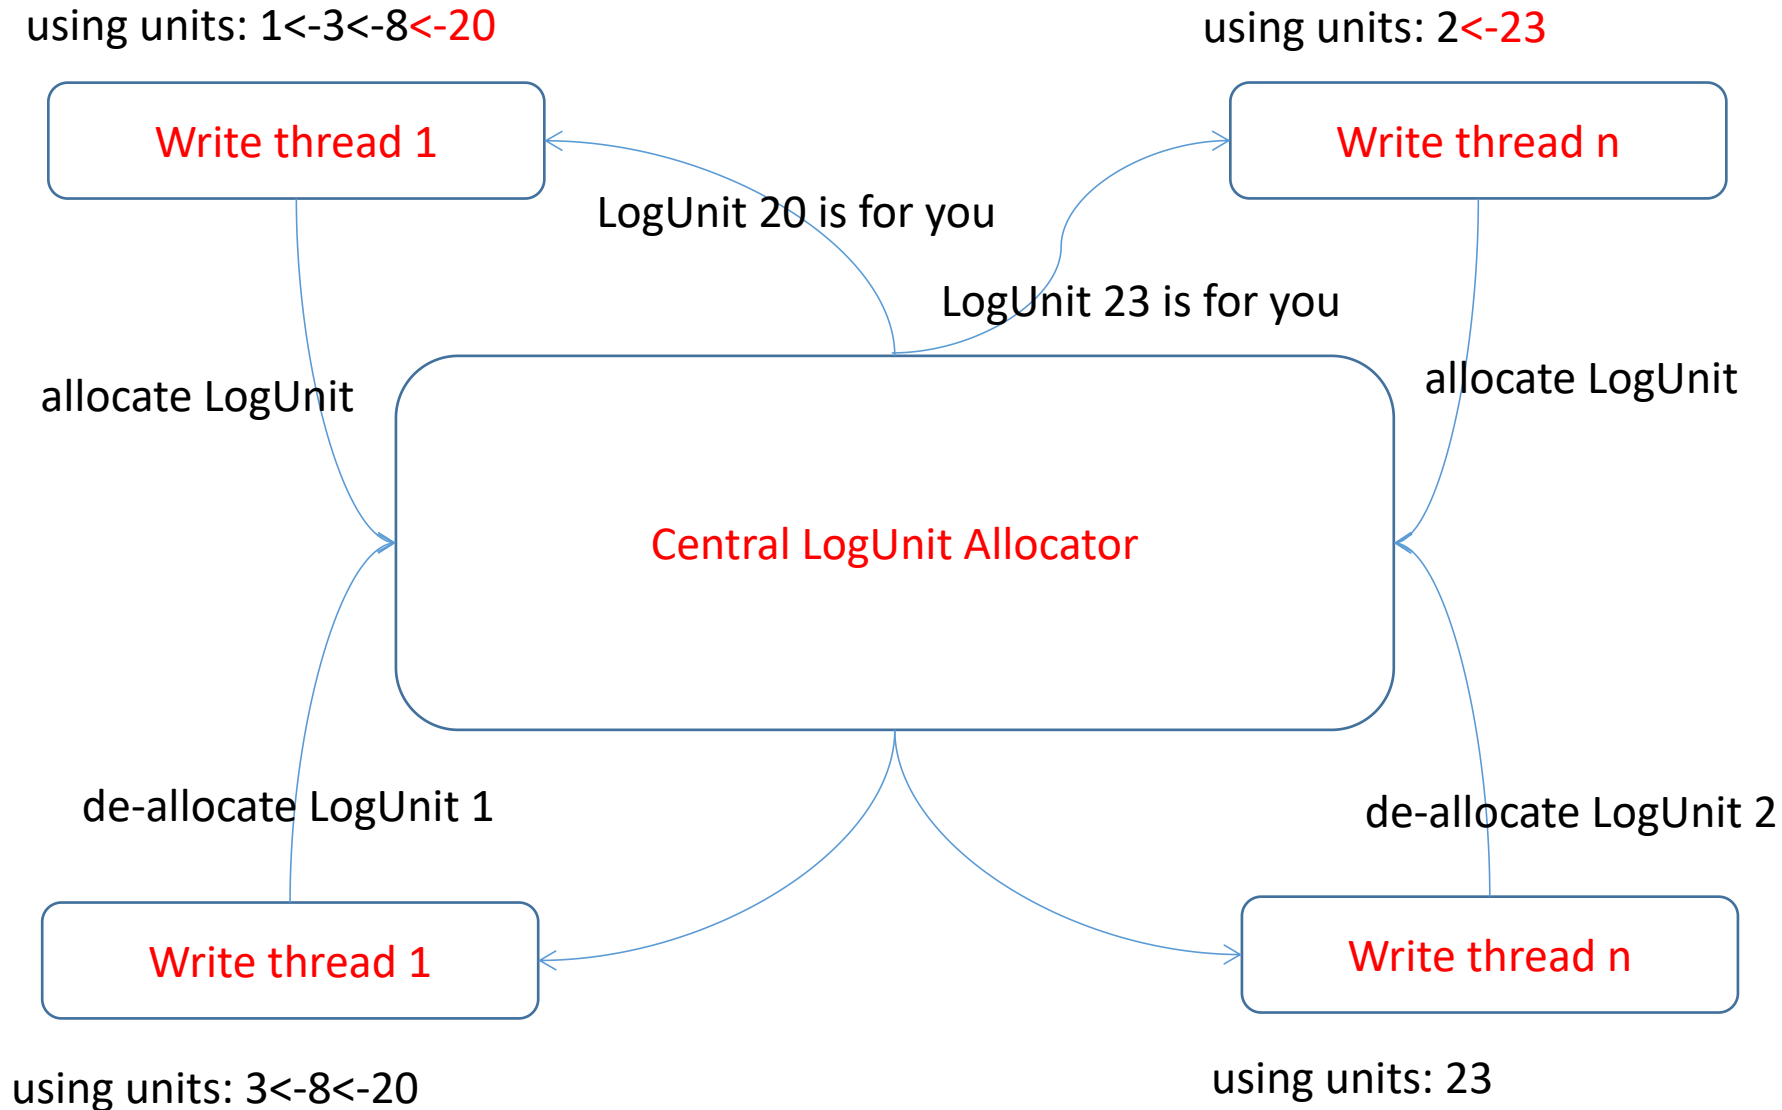 using units: 1<-3<-8<-20
using units: 2<-23
Write thread 1
Write thread n
LogUnit 20 is for you
LogUnit 23 is for you
allocate LogUnit
allocate LogUnit
Central LogUnit Allocator
de-allocate LogUnit 1
de-allocate LogUnit 2
Write thread 1
Write thread n
using units: 3<-8<-20
using units: 23